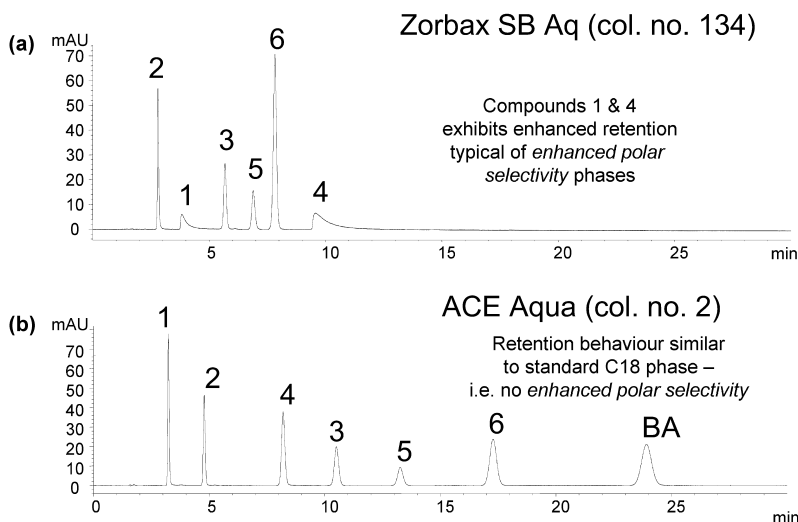 (a)
Zorbax SB Aq (col. no. 134)
mAU
70
60
50
40
30
20
10
0
2
1
3
5
6
4
Compounds 1 & 4
exhibits enhanced retention
typical of enhanced polar
selectivity phases
5 10 15 20 25 min
(b)
ACE Aqua (col. no. 2)
mAU
70
60
50
40
30
20
10
0
1
2
4
3
5
6
BA
Retention behaviour similar
to standard C18 phase –
i.e. no enhanced polar selectivity
0 5 10 15 20 25 min